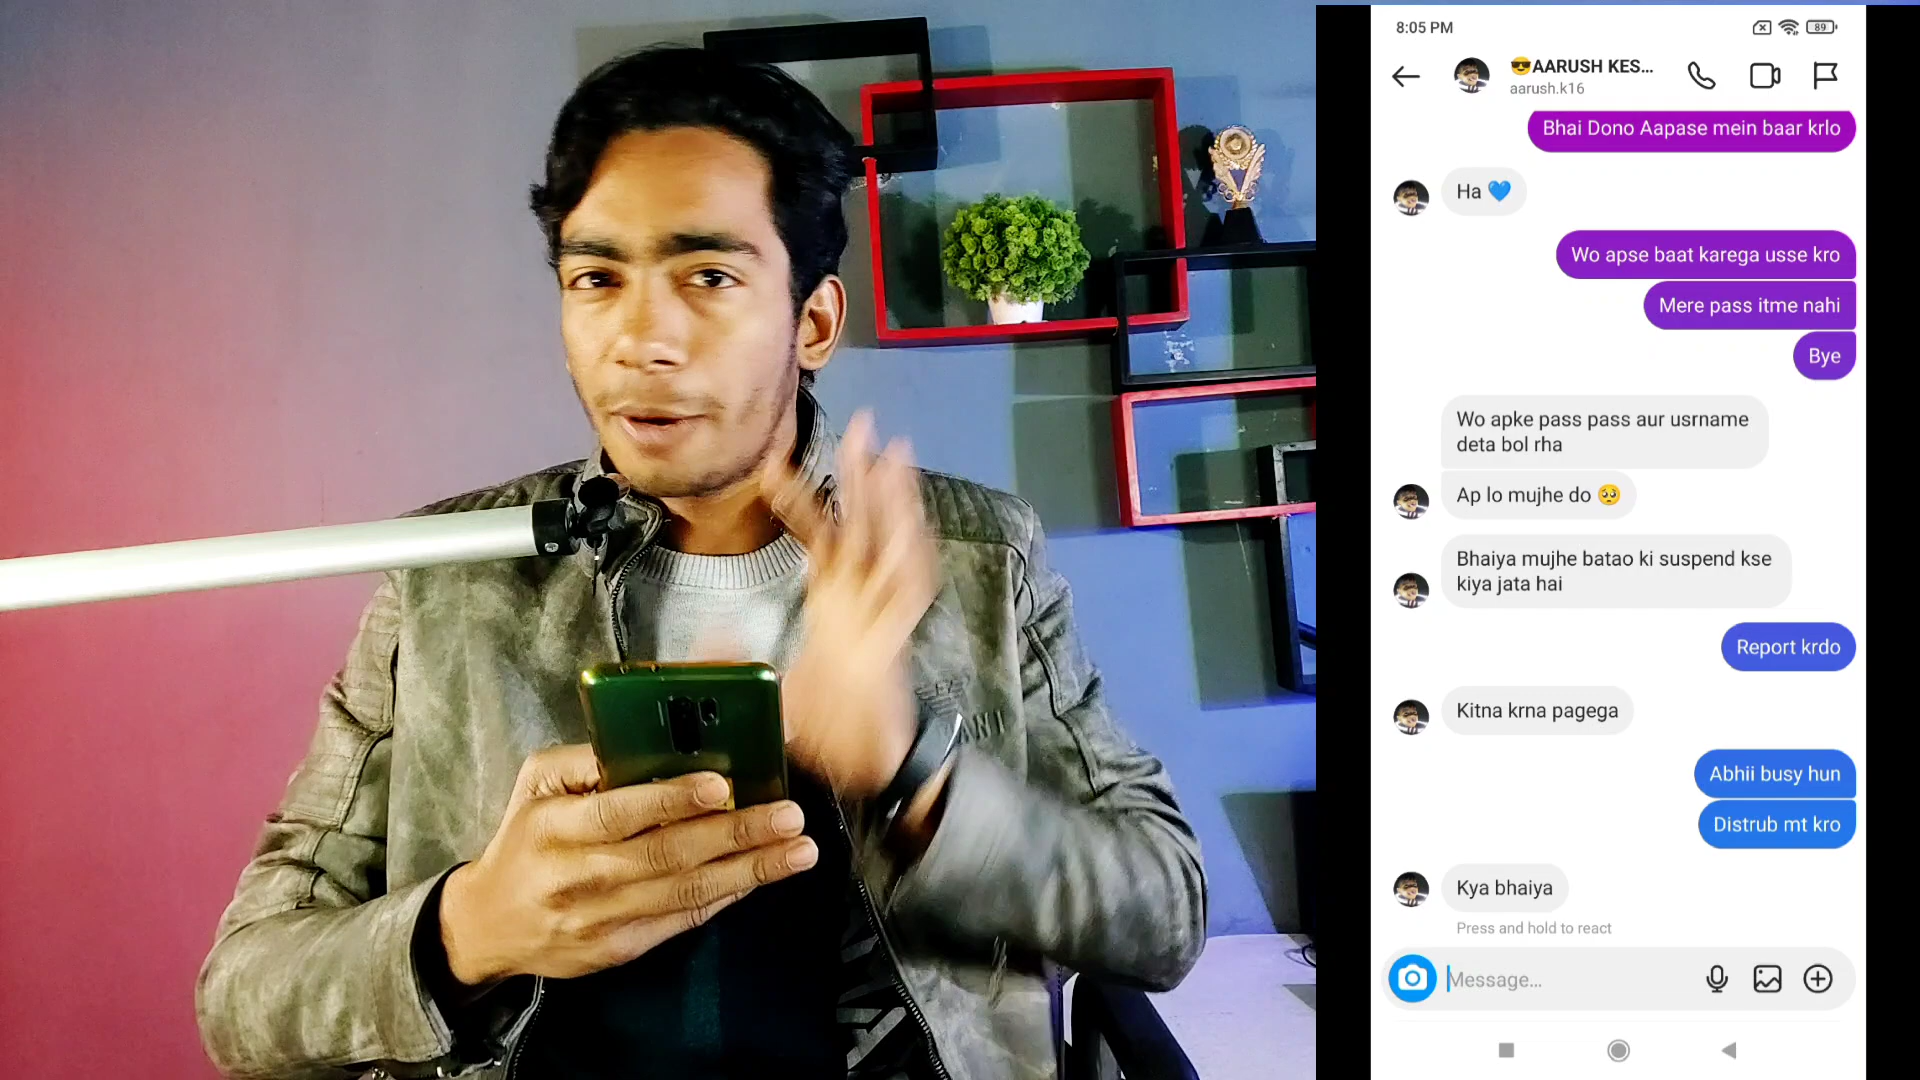 8:05 PM
89
😎AARUSH KES...
aarush.k16
Bhai Dono Aapase mein baar krlo
Ha 💙
Wo apse baat karega usse kro
Mere pass itme nahi
Bye
Wo apke pass pass aur usrname
deta bol rha
Ap lo mujhe do 🥺
Bhaiya mujhe batao ki suspend kse
kiya jata hai
Report krdo
Kitna krna pagega
Abhii busy hun
Distrub mt kro
Kya bhaiya
Press and hold to react
Message...